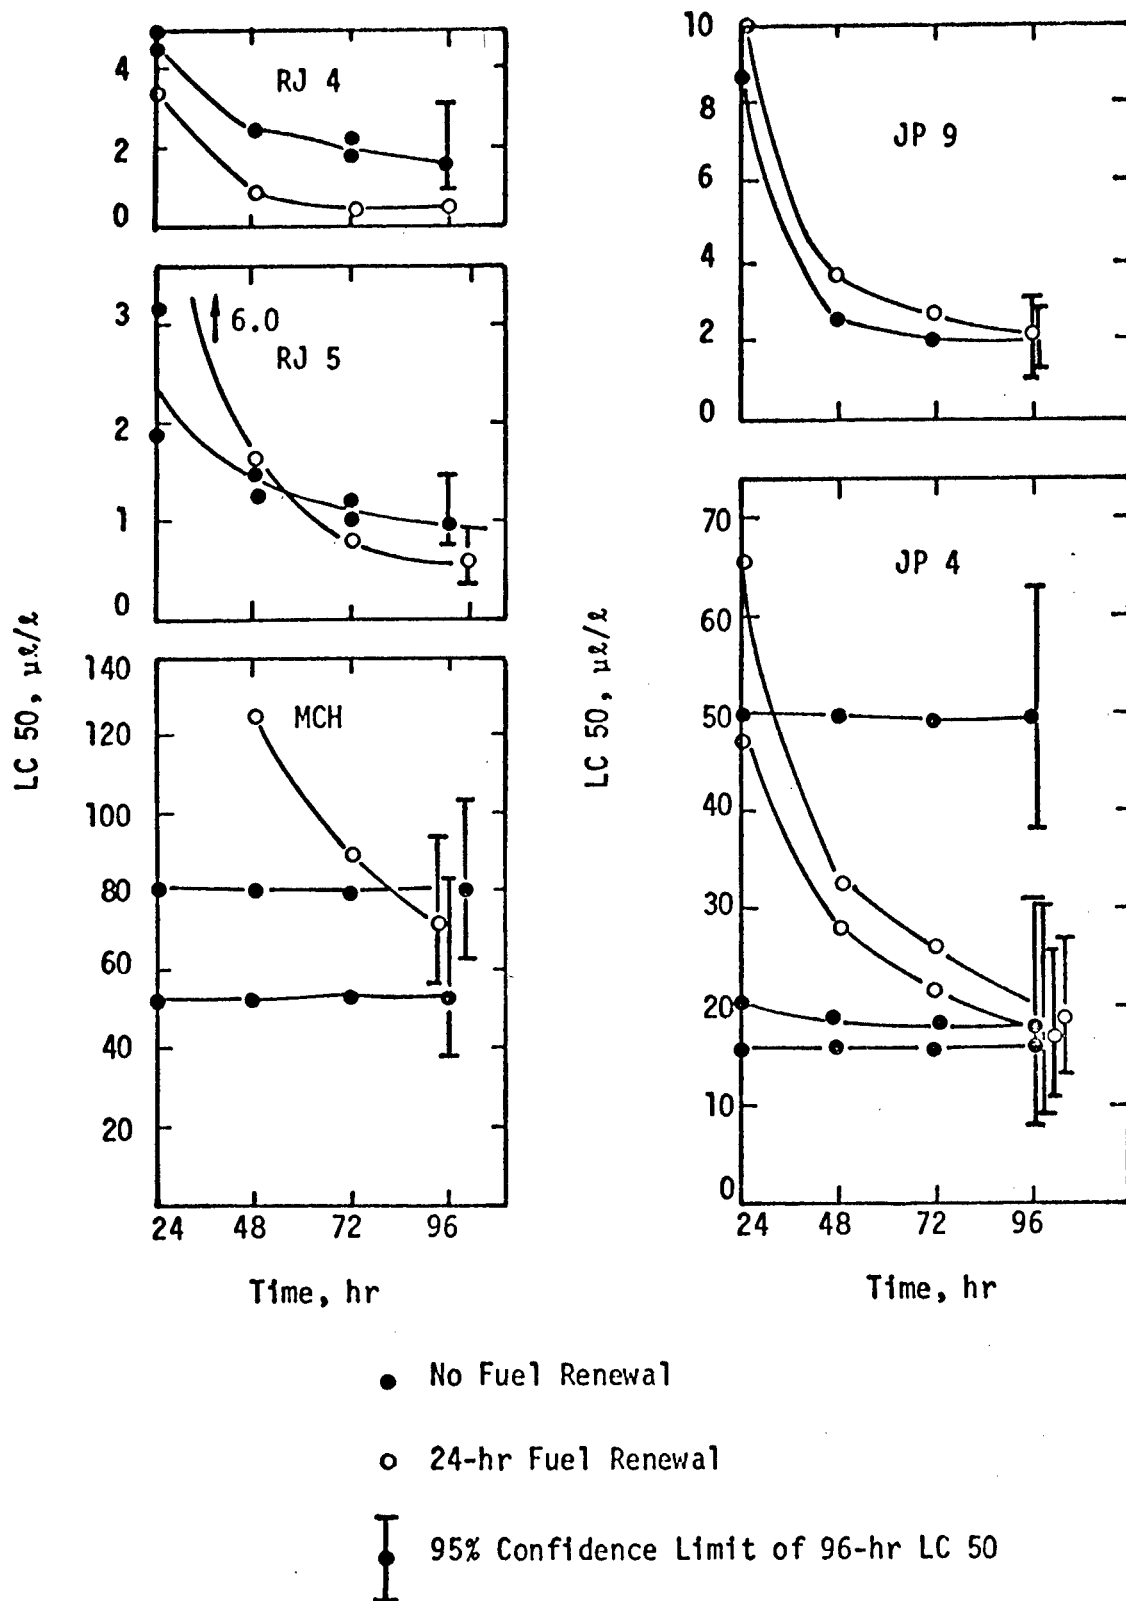 RJ 4
4
2
0
6.0
RJ 5
3
2
1
0
MCH
140
120
100
80
60
40
20
24 48 72 96
Time, hr
LC 50, µℓ/ℓ
JP 9
10
8
6
4
2
0
JP 4
70
60
50
40
30
20
10
0
24 48 72 96
Time, hr
LC 50, µℓ/ℓ
No Fuel Renewal
24-hr Fuel Renewal
95% Confidence Limit of 96-hr LC 50